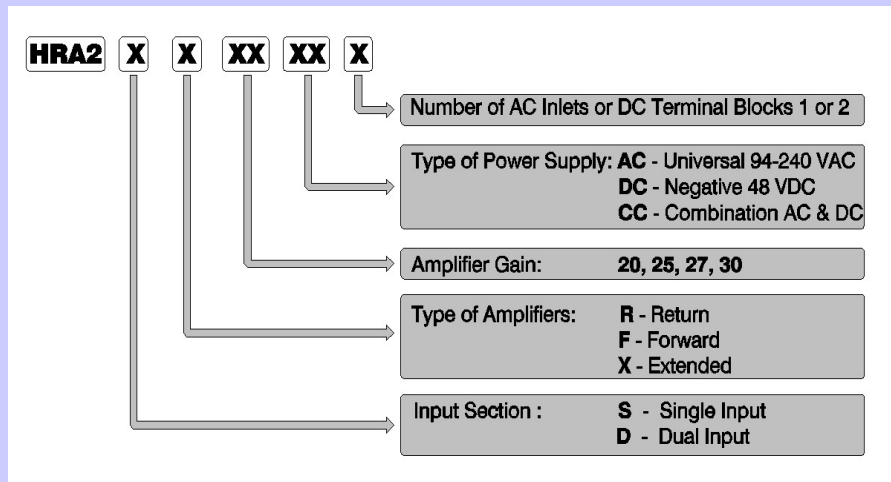 HRA2 X X XX XX X
Number of AC Inlets or DC Terminal Blocks 1 or 2
Type of Power Supply: AC - Universal 94-240 VAC
DC - Negative 48 VDC
CC - Combination AC & DC
Amplifier Gain: 20, 25, 27, 30
Type of Amplifiers: R - Return
F - Forward
X - Extended
Input Section : S - Single Input
D - Dual Input